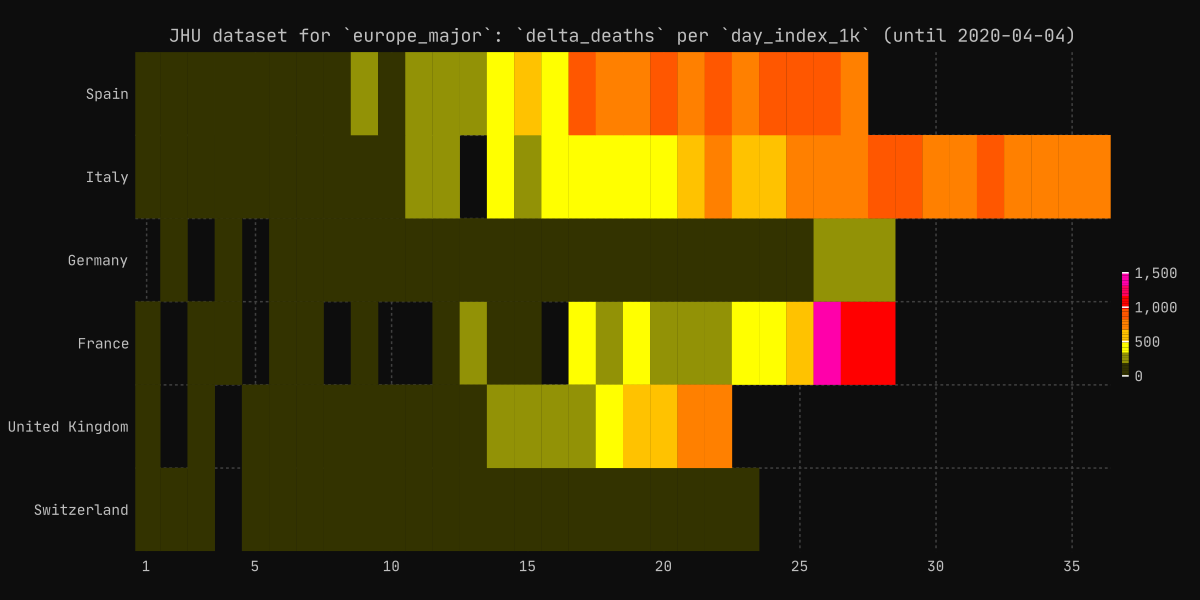 JHU dataset for `europe_major`: `delta_deaths` per `day_index_1k` (until 2020-04-04)
Spain
Italy
Germany
France
United Kingdom
Switzerland
1,500
1,000
500
0
1 5 10 15 20 25 30 35